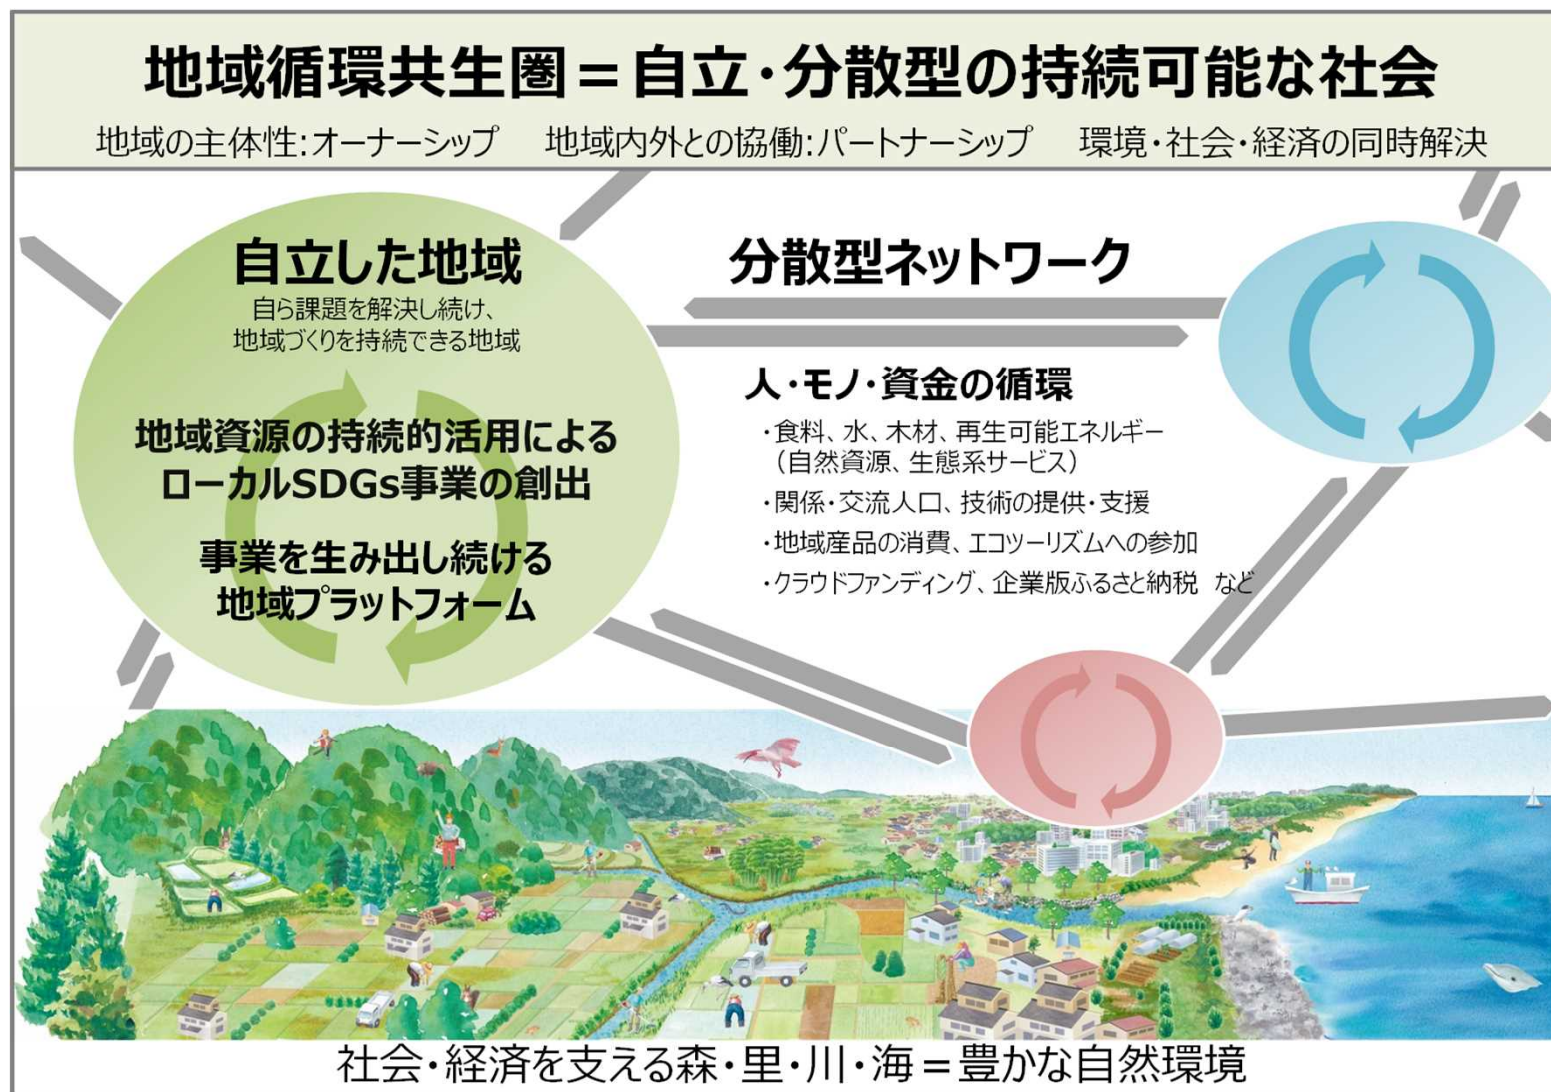 地域循環共生圏＝自立・分散型の持続可能な社会
地域の主体性:オーナーシップ　地域内外との協働:パートナーシップ　環境・社会・経済の同時解決
自立した地域
自ら課題を解決し続け、
地域づくりを持続できる地域
地域資源の持続的活用による
ローカルSDGs事業の創出
事業を生み出し続ける
地域プラットフォーム
分散型ネットワーク
人・モノ・資金の循環
・食料、水、木材、再生可能エネルギー
（自然資源、生態系サービス）
・関係・交流人口、技術の提供・支援
・地域産品の消費、エコツーリズムへの参加
・クラウドファンディング、企業版ふるさと納税　など
社会・経済を支える森・里・川・海＝豊かな自然環境